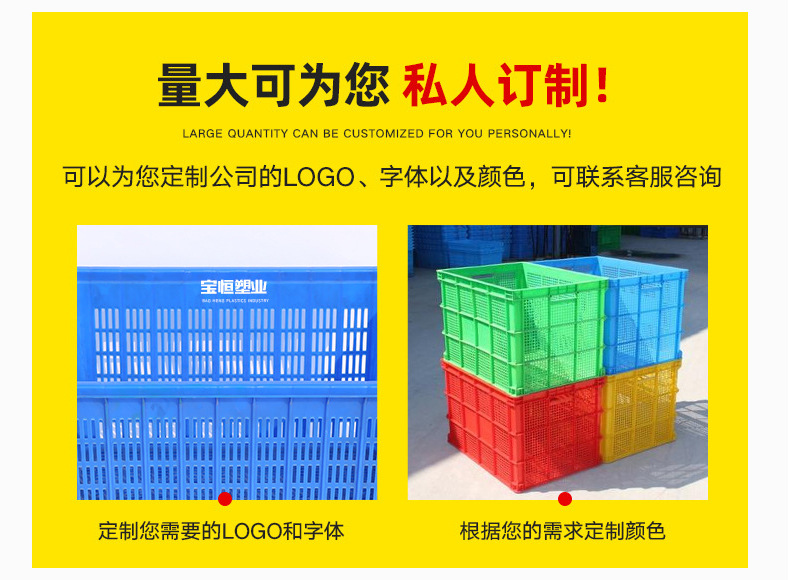 量大可为您 私人订制！
LARGE QUANTITY CAN BE CUSTOMIZED FOR YOU PERSONALLY!
可以为您定制公司的LOGO、字体以及颜色，可联系客服咨询
宝恒塑业
BAO HENG PLASTICS INDUSTRY
定制您需要的LOGO和字体
根据您的需求定制颜色